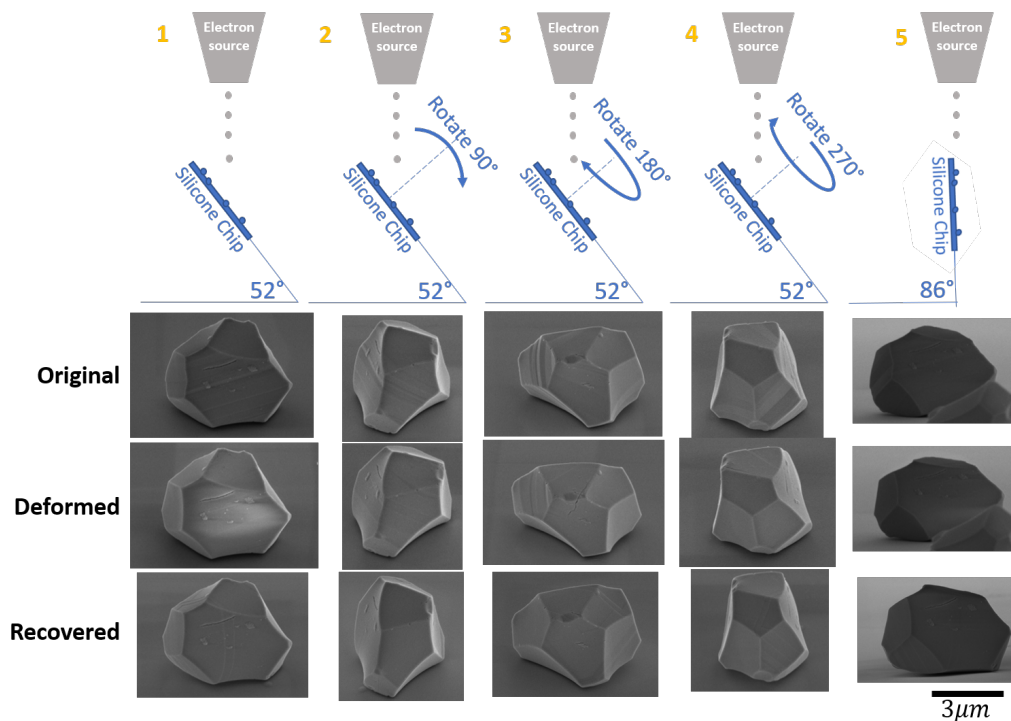 1
Electron
source
2
Electron
source
3
Electron
source
4
Electron
source
5
Electron
source
Rotate 90°
Rotate 180°
Rotate 270°
Silicone Chip
Silicone Chip
Silicone Chip
Silicone Chip
Silicone Chip
52°
52°
52°
52°
86°
Original
Deformed
Recovered
3μm